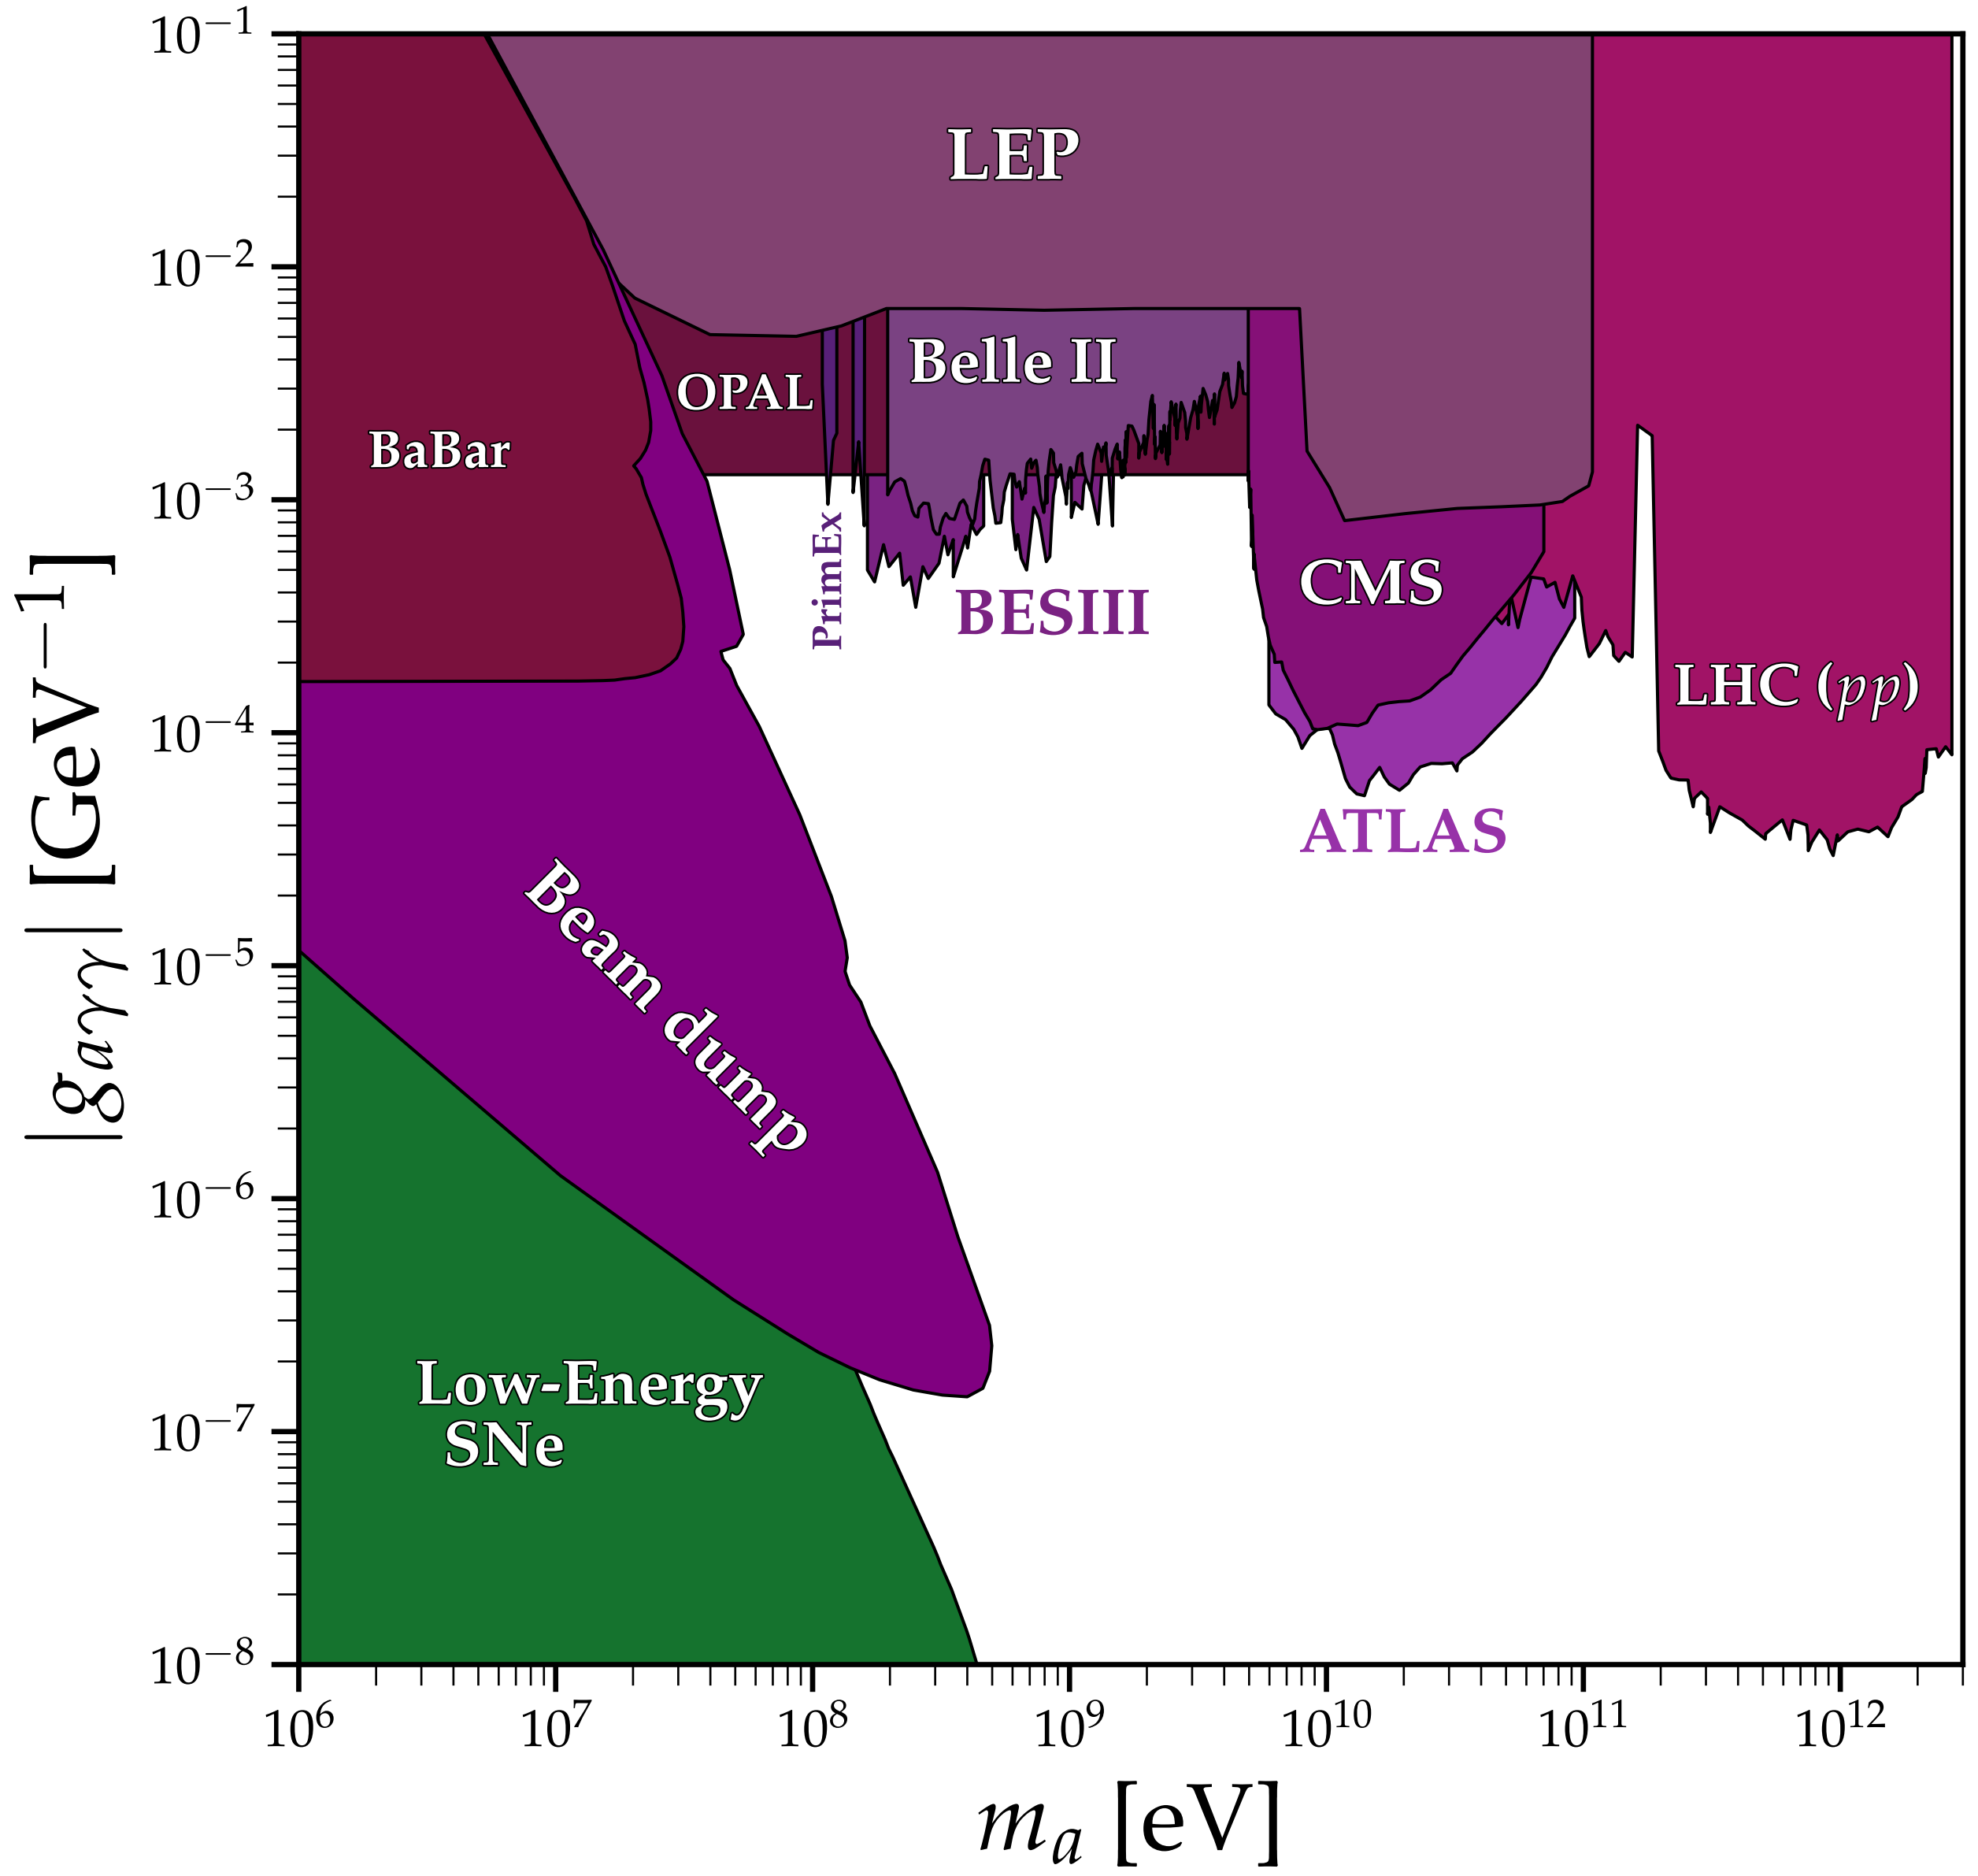 |g_{aγγ}| [GeV^{−1}]
10^{−1}
10^{−2}
10^{−3}
10^{−4}
10^{−5}
10^{−6}
10^{−7}
10^{−8}
LEP
Belle II
OPAL
BaBar
PrimEx
BESIII
CMS
LHC (pp)
ATLAS
Beam dump
Low-Energy
SNe
10^6
10^7
10^8
10^9
10^{10}
10^{11}
10^{12}
m_a [eV]